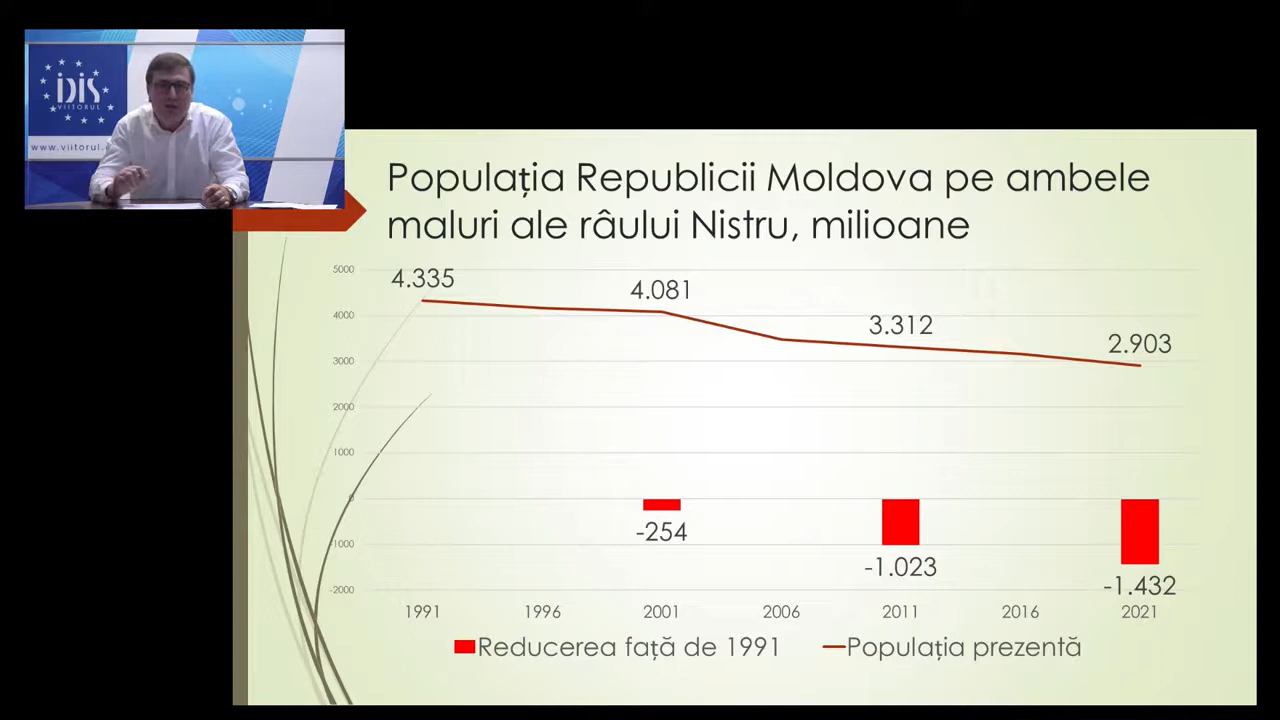 IDIS
VIITORUL
www.viitorul.
Populația Republicii Moldova pe ambele
maluri ale râului Nistru, milioane
5000
4000
3000
2000
1000
0
-1000
-2000
4.335
4.081
3.312
2.903
-254
-1.023
-1.432
1991 1996 2001 2006 2011 2016 2021
Reducerea față de 1991 Populația prezentă